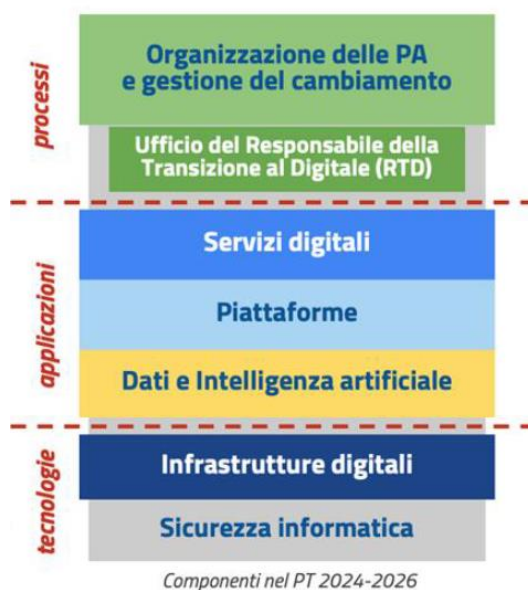 processi
Organizzazione delle PA
e gestione del cambiamento
Ufficio del Responsabile della
Transizione al Digitale (RTD)
applicazioni
Servizi digitali
Piattaforme
Dati e Intelligenza artificiale
tecnologie
Infrastrutture digitali
Sicurezza informatica
Componenti nel PT 2024-2026